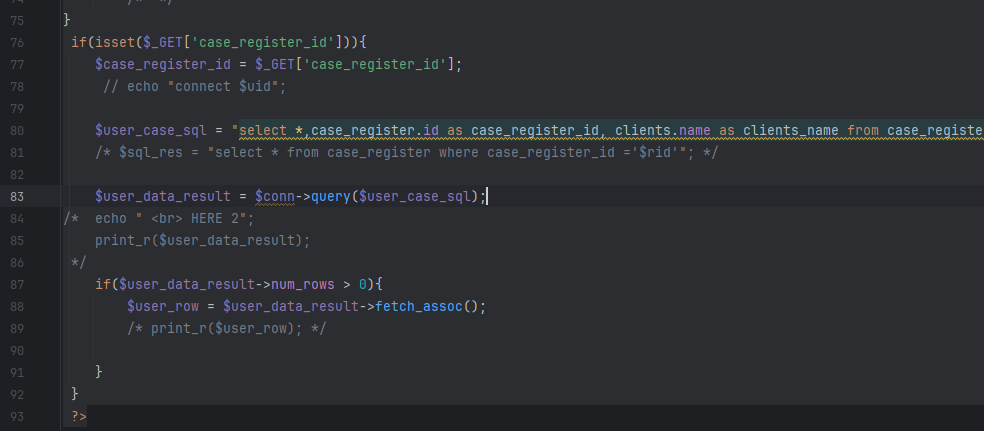 75 }
76 if(isset($_GET['case_register_id'])){
77 $case_register_id = $_GET['case_register_id'];
78 // echo "connect $uid";
79
80 $user_case_sql = "select *,case_register.id as case_register_id, clients.name as clients_name from case_registe
81 /* $sql_res = "select * from case_register where case_register_id ='$rid'"; */
82
83 $user_data_result = $conn->query($user_case_sql);
84 /* echo " <br> HERE 2";
85 print_r($user_data_result);
86 */
87 if($user_data_result->num_rows > 0){
88 $user_row = $user_data_result->fetch_assoc();
89 /* print_r($user_row); */
90
91 }
92 }
93 ?>